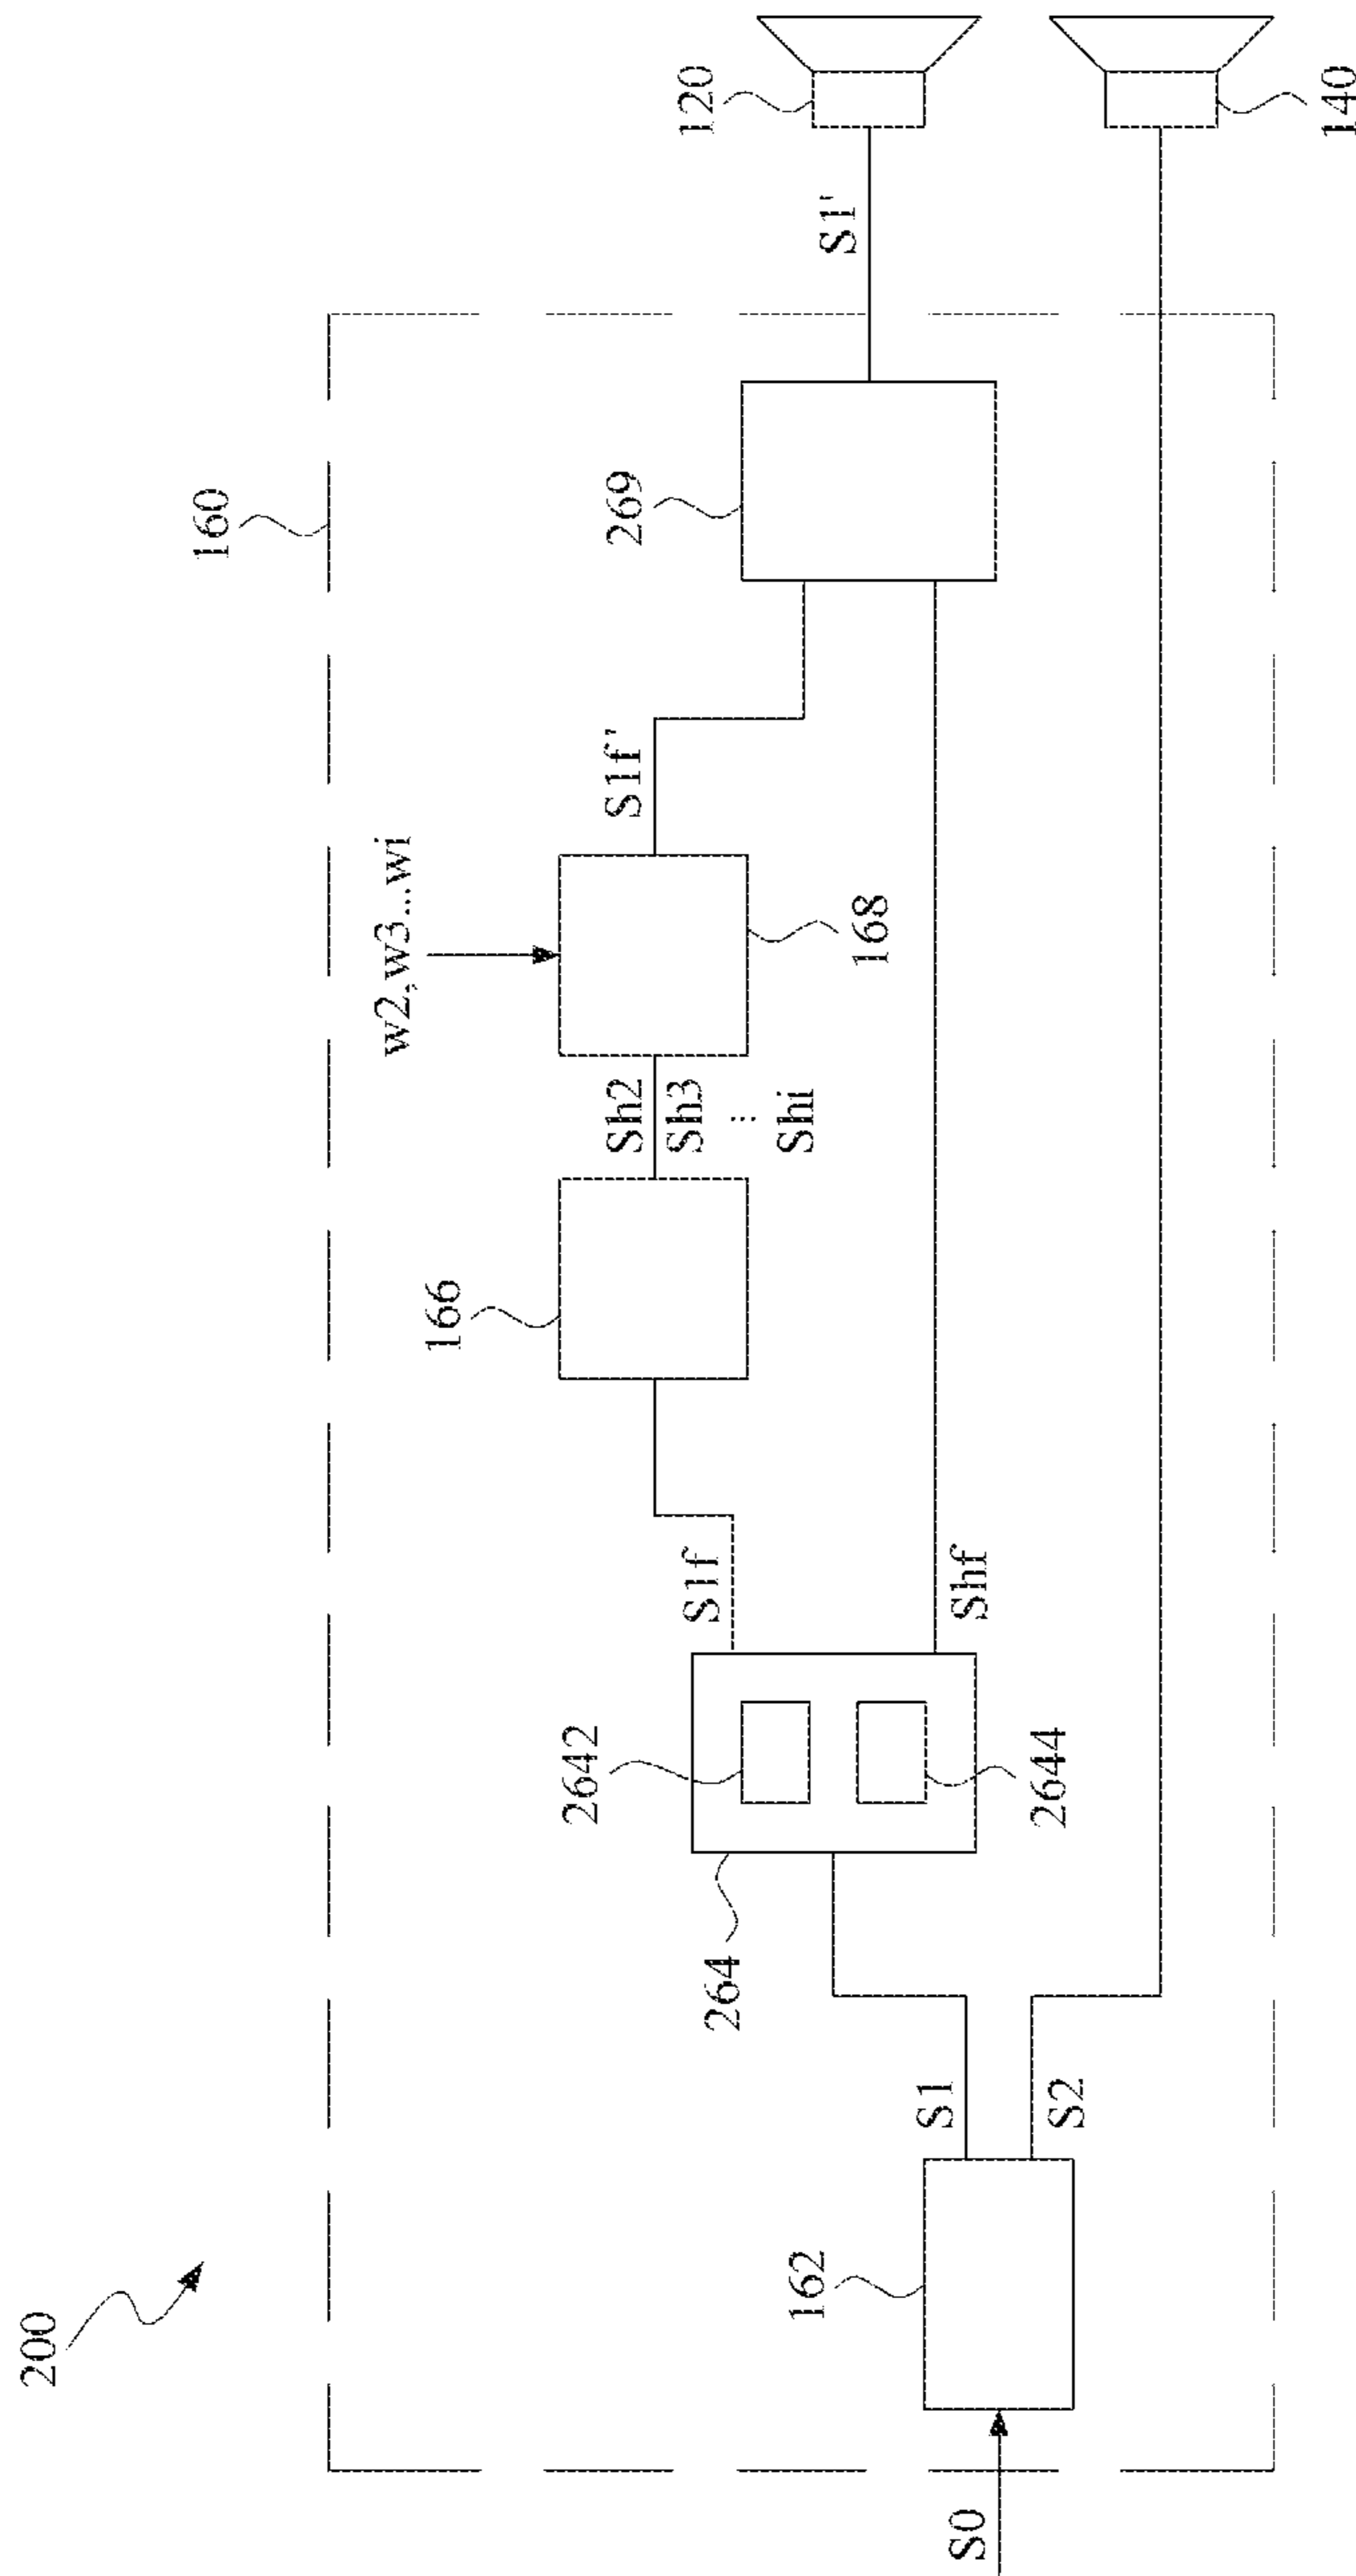 200
160
S0
162
S1
S2
264
2642
2644
S1f
Shf
166
Sh2
Sh3
⋮
Shi
w2,w3...wi
168
S1f'
269
S1'
120
140